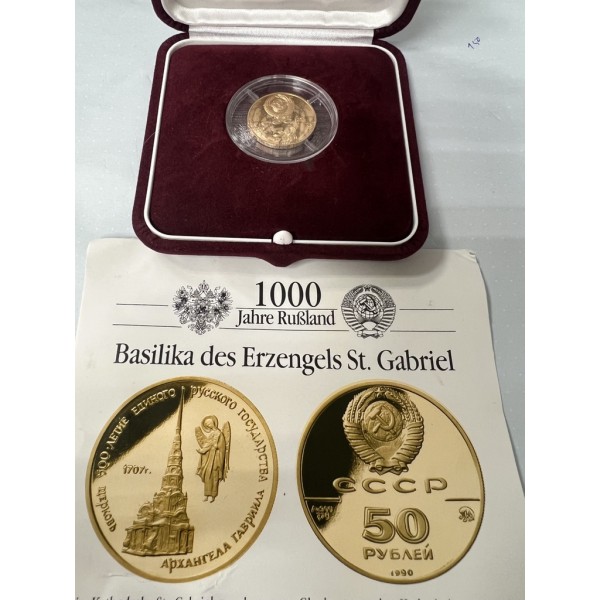 1000
Jahre Rußland
Basilika des Erzengels St. Gabriel
500-ЛЕТИЕ ЕДИНОГО РУССКОГО ГОСУДАРСТВА
1707г.
ЦЕРКОВЬ АРХАНГЕЛА ГАВРИИЛА
СССР
50
РУБЛЕЙ
1990